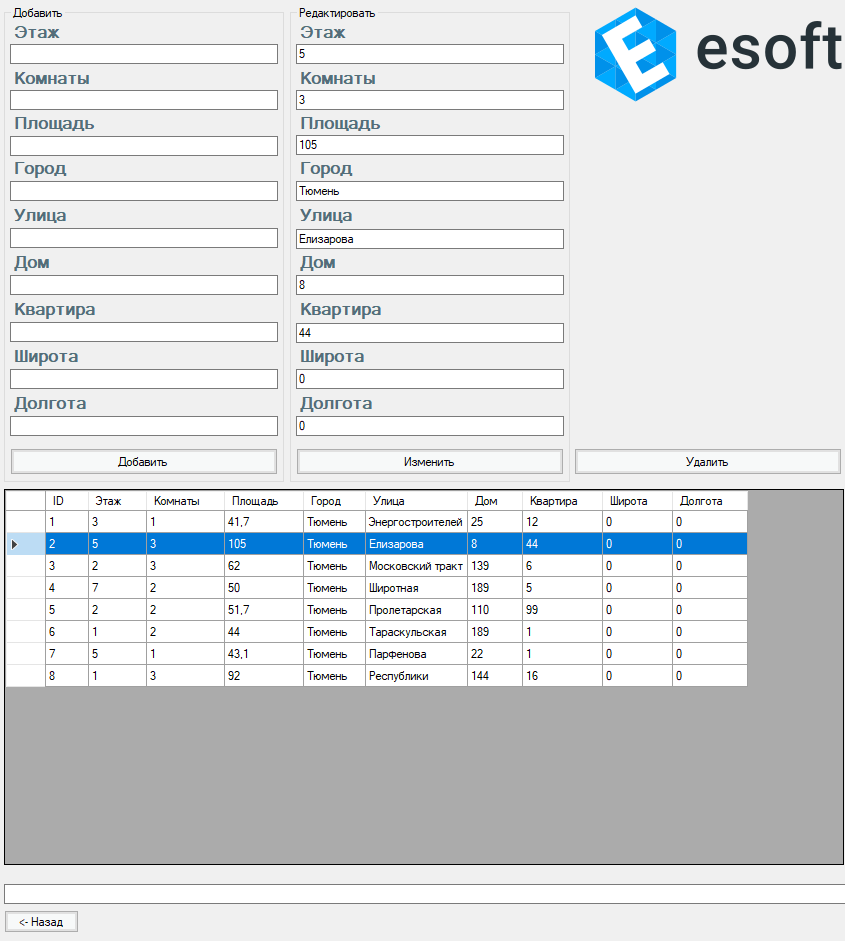 Добавить
Этаж
Комнаты
Площадь
Город
Улица
Дом
Квартира
Широта
Долгота
Добавить
Редактировать
Этаж
5
Комнаты
3
Площадь
105
Город
Тюмень
Улица
Елизарова
Дом
8
Квартира
44
Широта
0
Долгота
0
Изменить
esoft
Удалить
ID Этаж Комнаты Площадь Город Улица Дом Квартира Широта Долгота
1 3 1 41,7 Тюмень Энергостроителей 25 12 0 0
2 5 3 105 Тюмень Елизарова 8 44 0 0
3 2 3 62 Тюмень Московский тракт 139 6 0 0
4 7 2 50 Тюмень Широтная 189 5 0 0
5 2 2 51,7 Тюмень Пролетарская 110 99 0 0
6 1 2 44 Тюмень Тараскульская 189 1 0 0
7 5 1 43,1 Тюмень Парфенова 22 1 0 0
8 1 3 92 Тюмень Республики 144 16 0 0
<- Назад